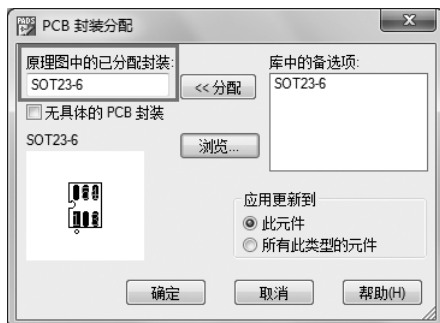 PADS PCB 封装分配
原理图中的已分配封装:
SOT23-6
<< 分配
库中的备选项:
SOT23-6
无具体的 PCB 封装
SOT23-6
浏览...
应用更新到
此元件
所有此类型的元件
确定
取消
帮助(H)